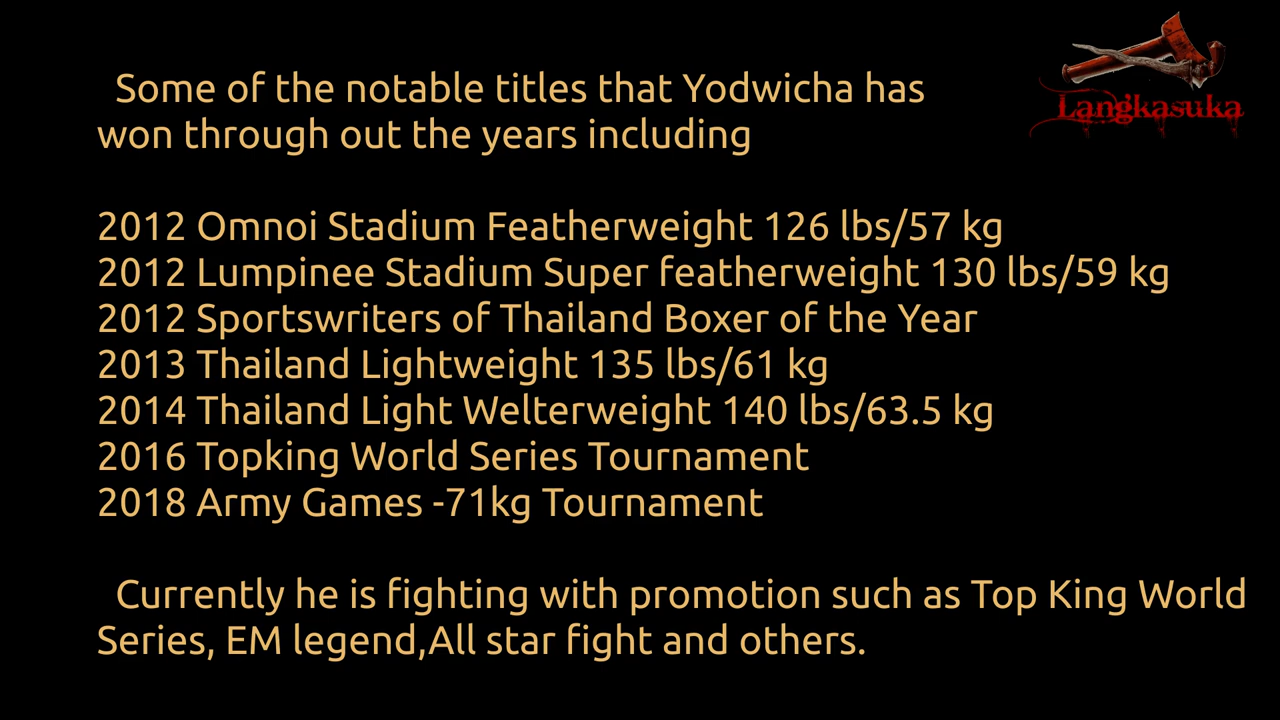 Langkasuka
Some of the notable titles that Yodwicha has
won through out the years including
2012 Omnoi Stadium Featherweight 126 lbs/57 kg
2012 Lumpinee Stadium Super featherweight 130 lbs/59 kg
2012 Sportswriters of Thailand Boxer of the Year
2013 Thailand Lightweight 135 lbs/61 kg
2014 Thailand Light Welterweight 140 lbs/63.5 kg
2016 Topking World Series Tournament
2018 Army Games -71kg Tournament
Currently he is fighting with promotion such as Top King World
Series, EM legend,All star fight and others.